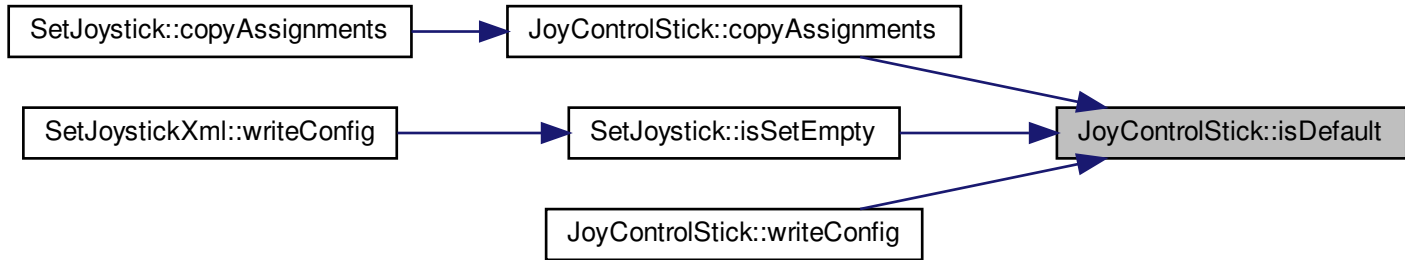 SetJoystick::copyAssignments
JoyControlStick::copyAssignments
SetJoystickXml::writeConfig
SetJoystick::isSetEmpty
JoyControlStick::isDefault
JoyControlStick::writeConfig